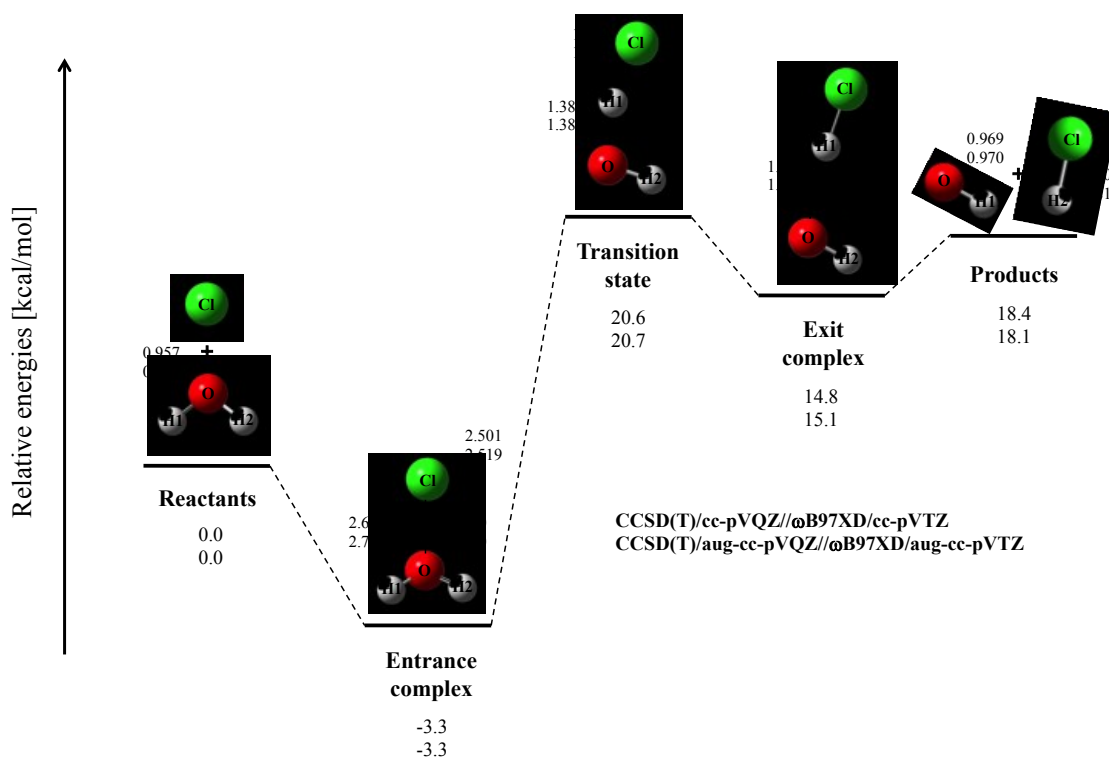 Relative energies [kcal/mol]
Cl
+
0.957
O
H1 H2
Reactants
0.0
0.0
2.501
2.519
Cl
O
H1 H2
Entrance
complex
-3.3
-3.3
Cl
H1
1.38
1.38
O
H2
Transition
state
20.6
20.7
Cl
H1
O
H2
Exit
complex
14.8
15.1
0.969
0.970
O
H1
+
Cl
H2
Products
18.4
18.1
CCSD(T)/cc-pVQZ//ωB97XD/cc-pVTZ
CCSD(T)/aug-cc-pVQZ//ωB97XD/aug-cc-pVTZ